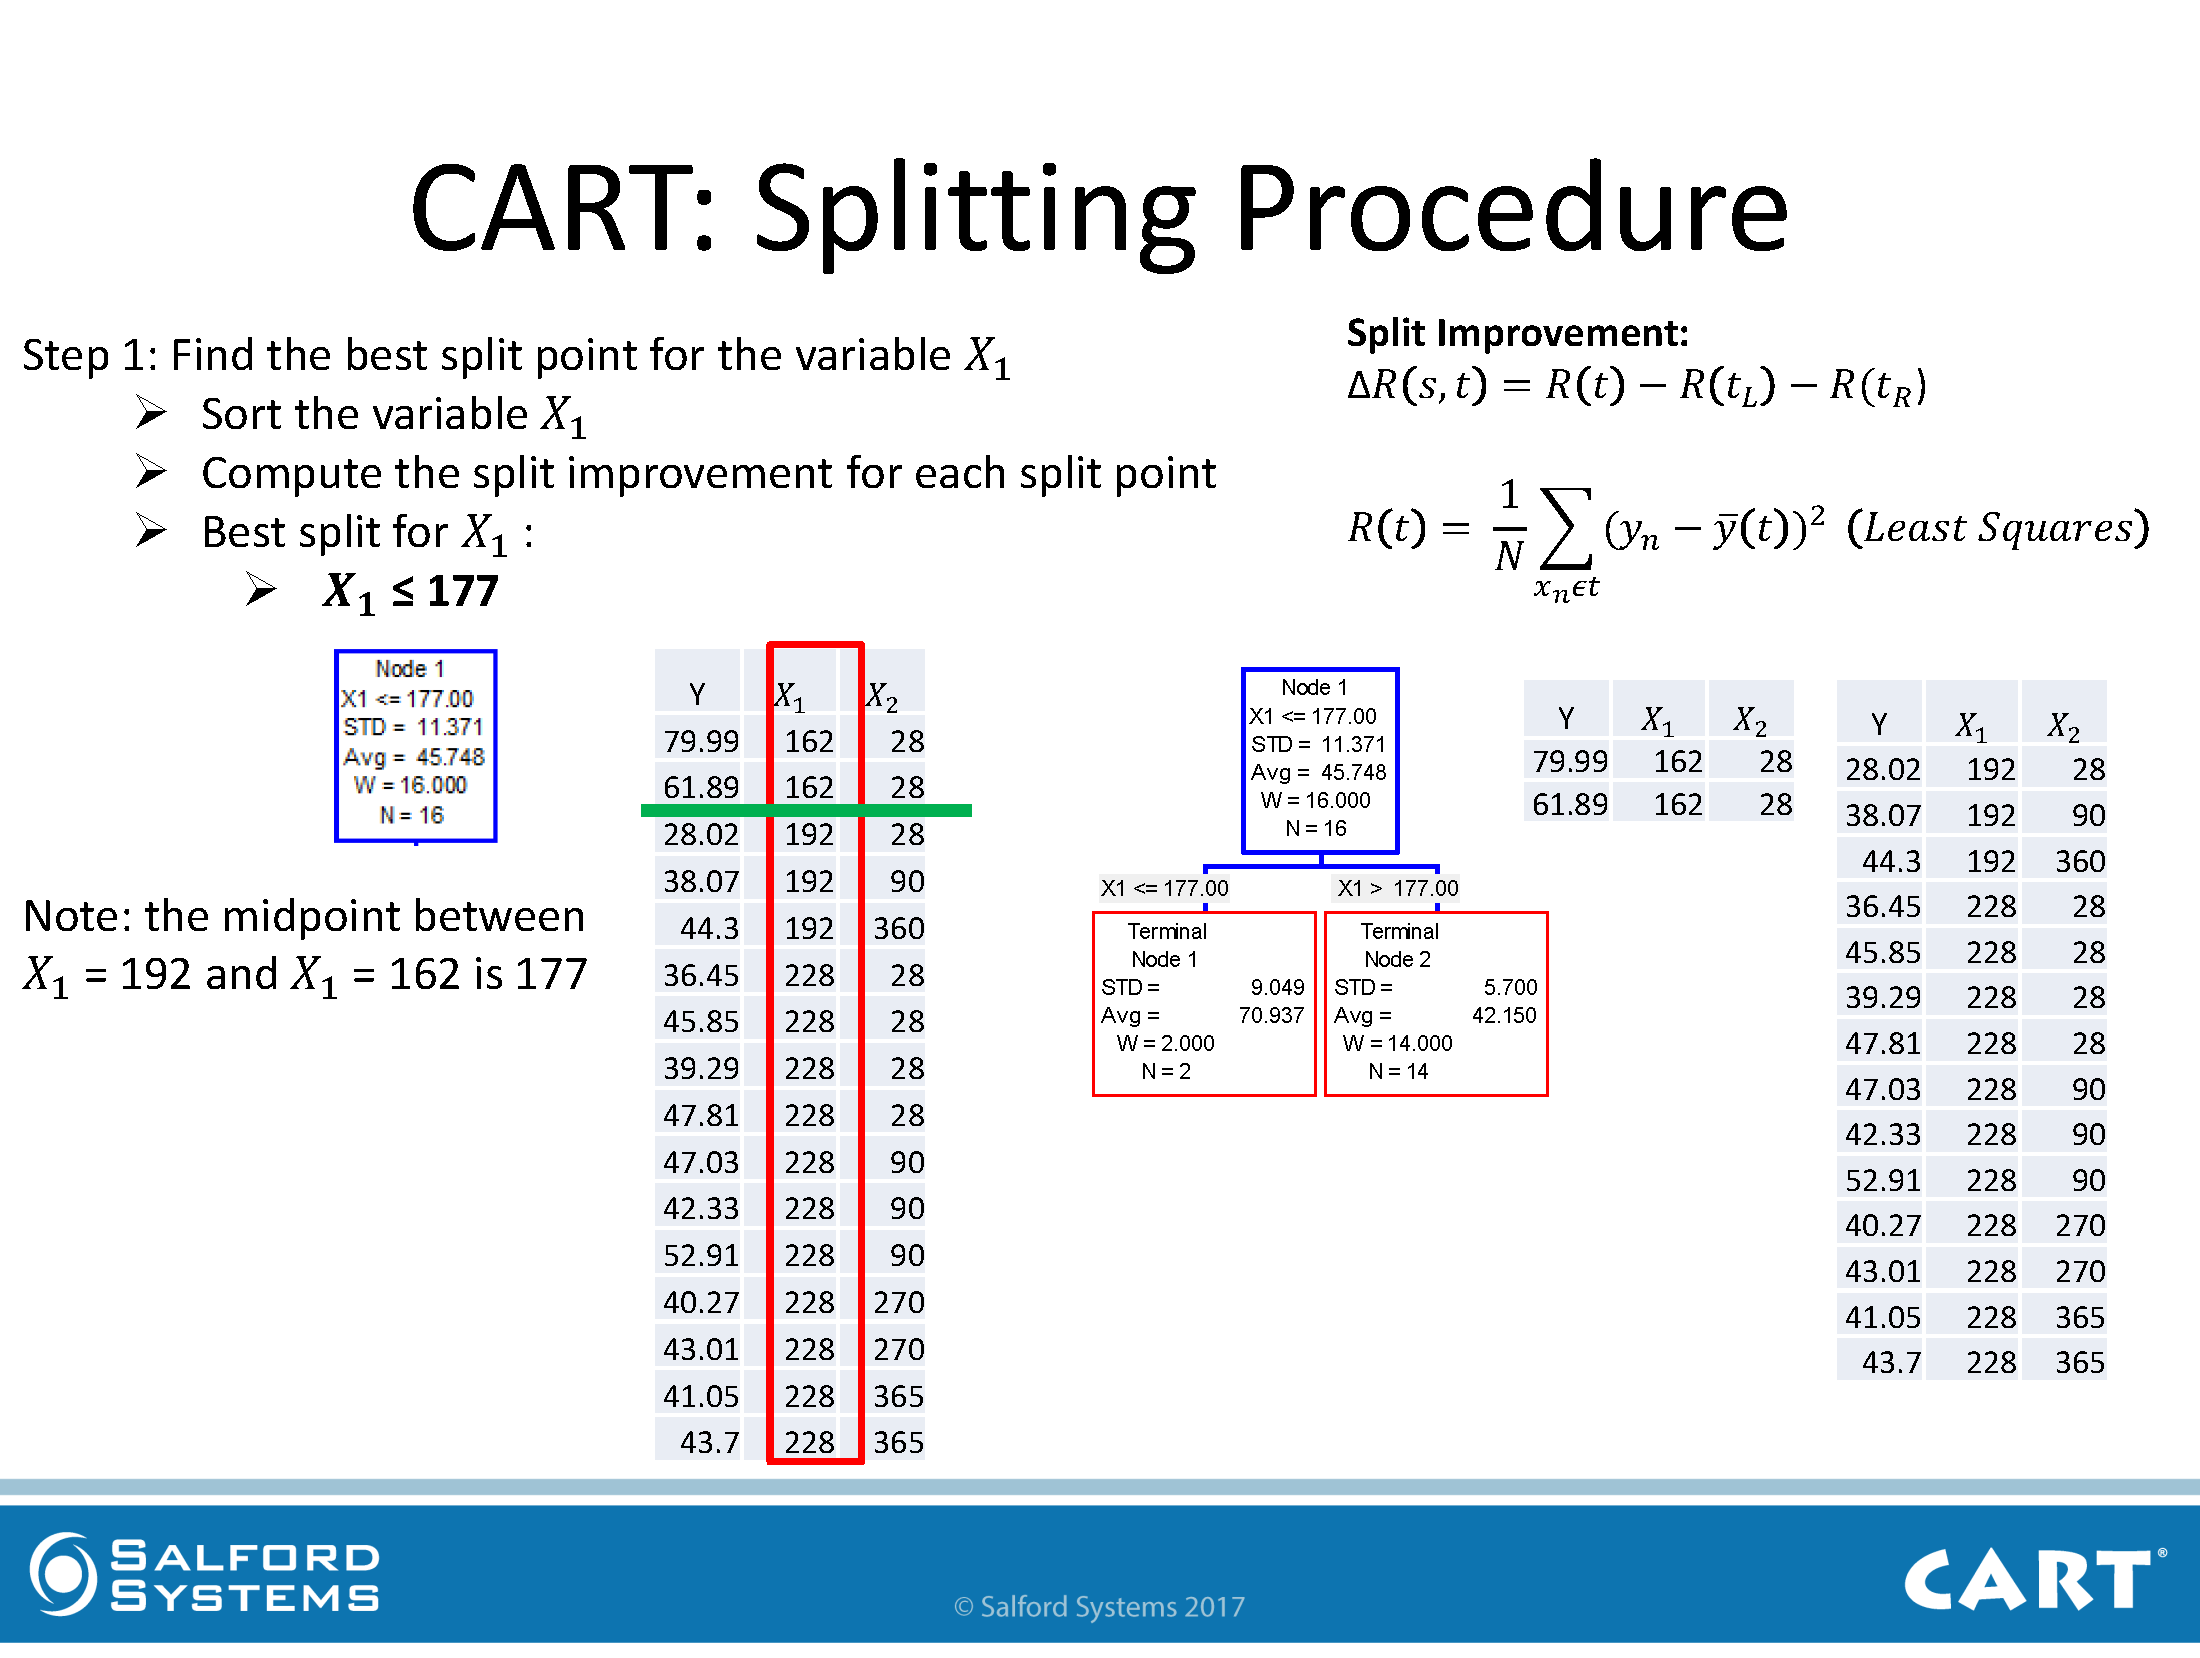 CART: Splitting Procedure
Step 1: Find the best split point for the variable X₁
➢ Sort the variable X₁
➢ Compute the split improvement for each split point
➢ Best split for X₁ :
➢ X₁ ≤ 177
Split Improvement:
ΔR(s, t) = R(t) − R(t_L) − R(t_R)
R(t) = 1/N ∑_{xₙϵt} (yₙ − ȳ(t))² (Least Squares)
Node 1
X1 <= 177.00
STD = 11.371
Avg = 45.748
W = 16.000
N = 16
Note: the midpoint between
X₁ = 192 and X₁ = 162 is 177
Y X₁ X₂
79.99 162 28
61.89 162 28
28.02 192 28
38.07 192 90
44.3 192 360
36.45 228 28
45.85 228 28
39.29 228 28
47.81 228 28
47.03 228 90
42.33 228 90
52.91 228 90
40.27 228 270
43.01 228 270
41.05 228 365
43.7 228 365
Node 1
X1 <= 177.00
STD = 11.371
Avg = 45.748
W = 16.000
N = 16
X1 <= 177.00
X1 > 177.00
Terminal
Node 1
STD = 9.049
Avg = 70.937
W = 2.000
N = 2
Terminal
Node 2
STD = 5.700
Avg = 42.150
W = 14.000
N = 14
Y X₁ X₂
79.99 162 28
61.89 162 28
Y X₁ X₂
28.02 192 28
38.07 192 90
44.3 192 360
36.45 228 28
45.85 228 28
39.29 228 28
47.81 228 28
47.03 228 90
42.33 228 90
52.91 228 90
40.27 228 270
43.01 228 270
41.05 228 365
43.7 228 365
SALFORD
SYSTEMS
© Salford Systems 2017
CART®